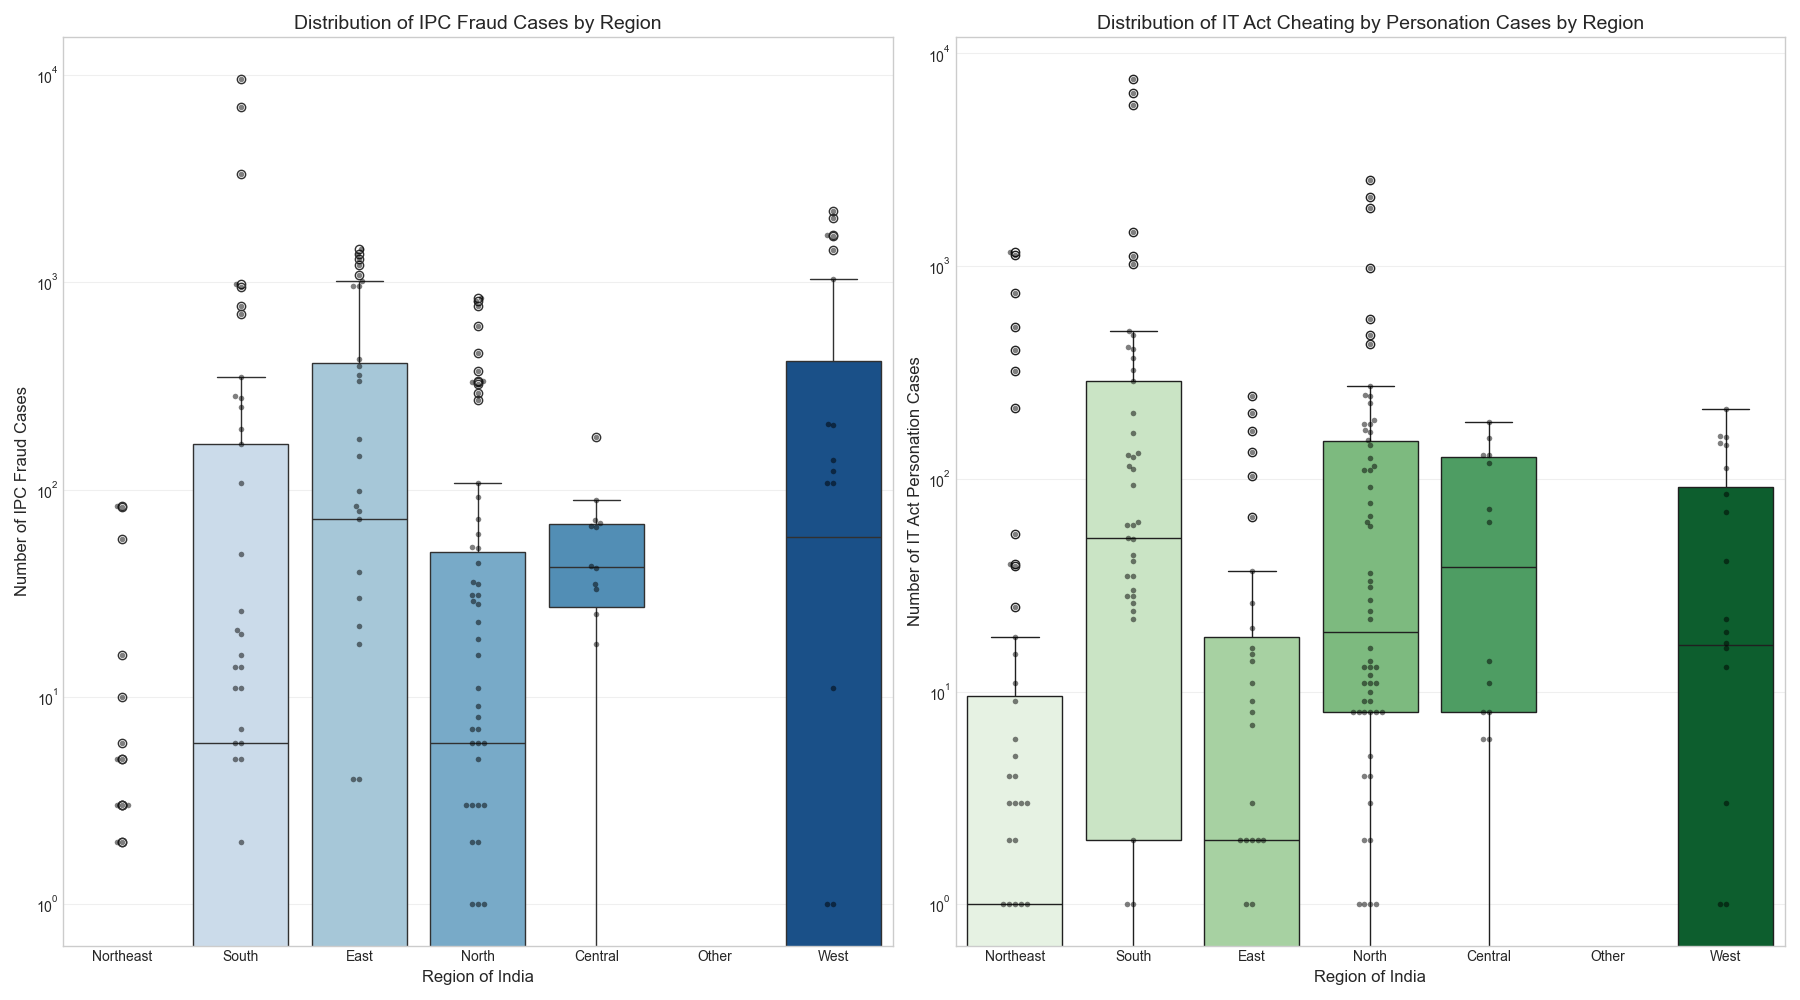 Distribution of IPC Fraud Cases by Region
Number of IPC Fraud Cases
10^4
10^3
10^2
10^1
10^0
Northeast South East North Central Other West
Region of India
Distribution of IT Act Cheating by Personation Cases by Region
Number of IT Act Personation Cases
10^4
10^3
10^2
10^1
10^0
Northeast South East North Central Other West
Region of India